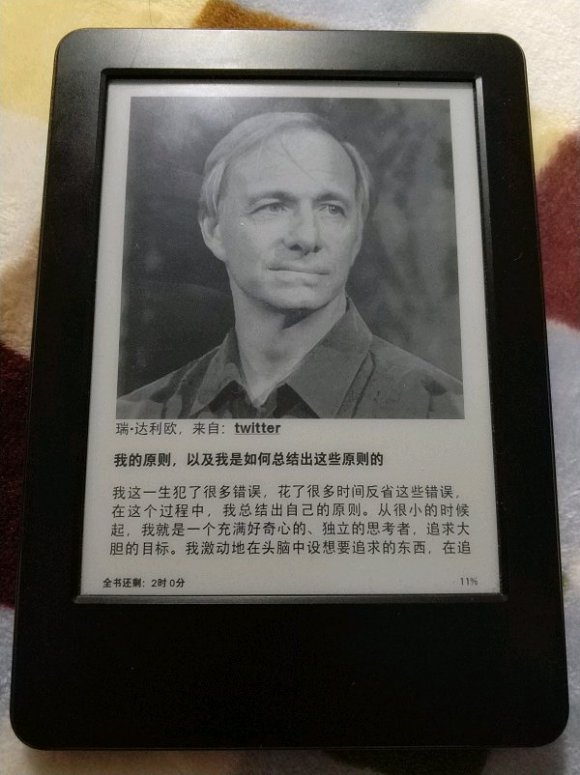 瑞·达利欧，来自：twitter
我的原则，以及我是如何总结出这些原则的
我这一生犯了很多错误，花了很多时间反省这些错误，
在这个过程中，我总结出自己的原则。从很小的时候
起，我就是一个充满好奇心的、独立的思考者，追求大
胆的目标。我激动地在头脑中设想要追求的东西，在追
全书还剩：2时 0分 11%